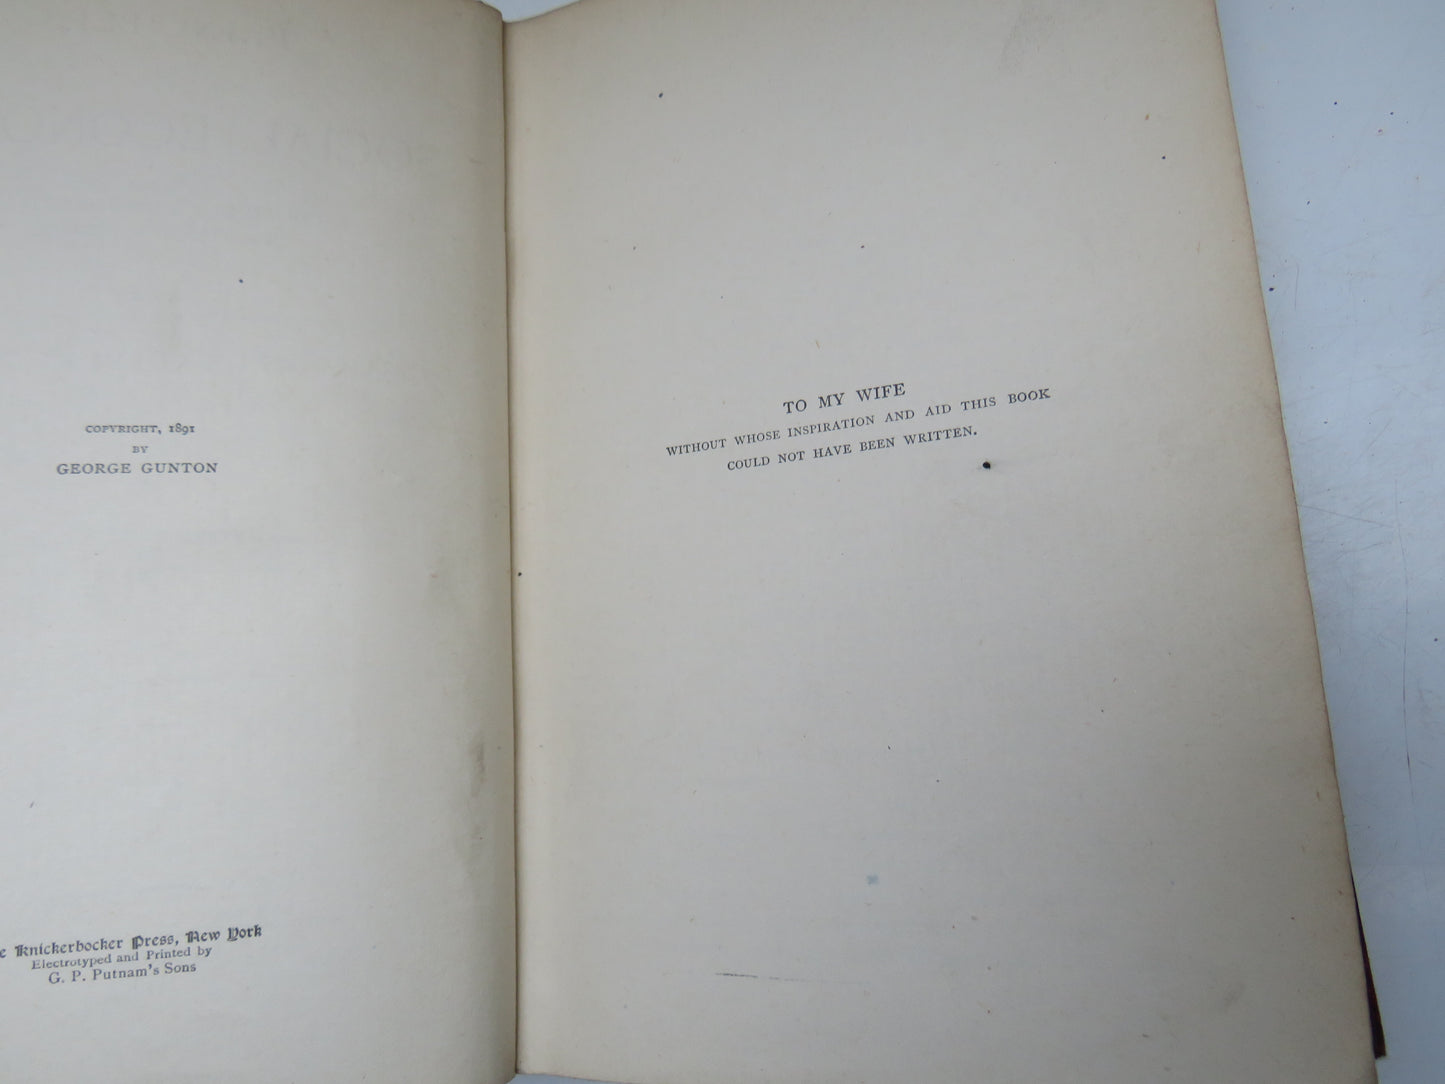 COPYRIGHT, 1891
BY
GEORGE GUNTON
Knickerbocker Press, New York
Electrotyped and Printed by
G. P. Putnam's Sons
TO MY WIFE
WITHOUT WHOSE INSPIRATION AND AID THIS BOOK
COULD NOT HAVE BEEN WRITTEN.